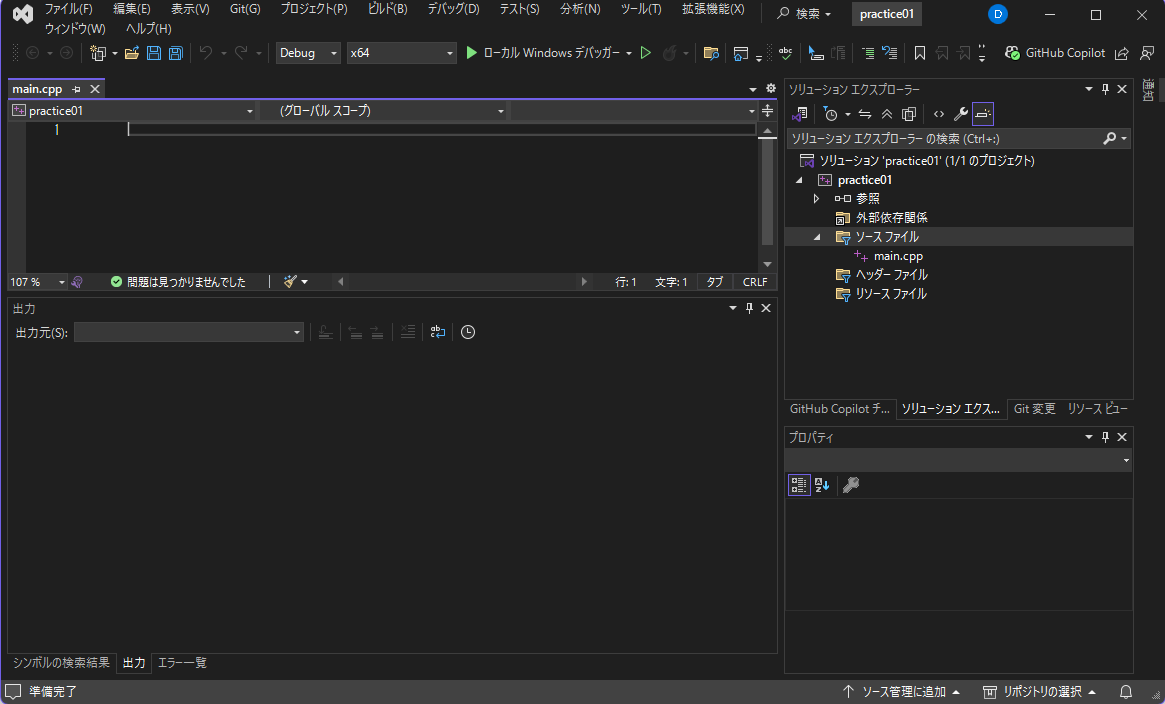 ファイル(F) 編集(E) 表示(V) Git(G) プロジェクト(P) ビルド(B) デバッグ(D) テスト(S) 分析(N) ツール(T) 拡張機能(X) 検索 practice01 D
ウィンドウ(W) ヘルプ(H)
Debug x64 ローカル Windows デバッガー GitHub Copilot
main.cpp
practice01 (グローバル スコープ)
1
107 % 問題は見つかりませんでした 行: 1 文字: 1 タブ CRLF
出力
出力元(S):
シンボルの検索結果 出力 エラー一覧
ソリューション エクスプローラー
ソリューション エクスプローラー の検索 (Ctrl+:)
ソリューション 'practice01' (1/1 のプロジェクト)
practice01
参照
外部依存関係
ソース ファイル
main.cpp
ヘッダー ファイル
リソース ファイル
GitHub Copilot チ... ソリューション エクス... Git 変更 リソース ビュー
プロパティ
通知
準備完了 ソース管理に追加 リポジトリの選択